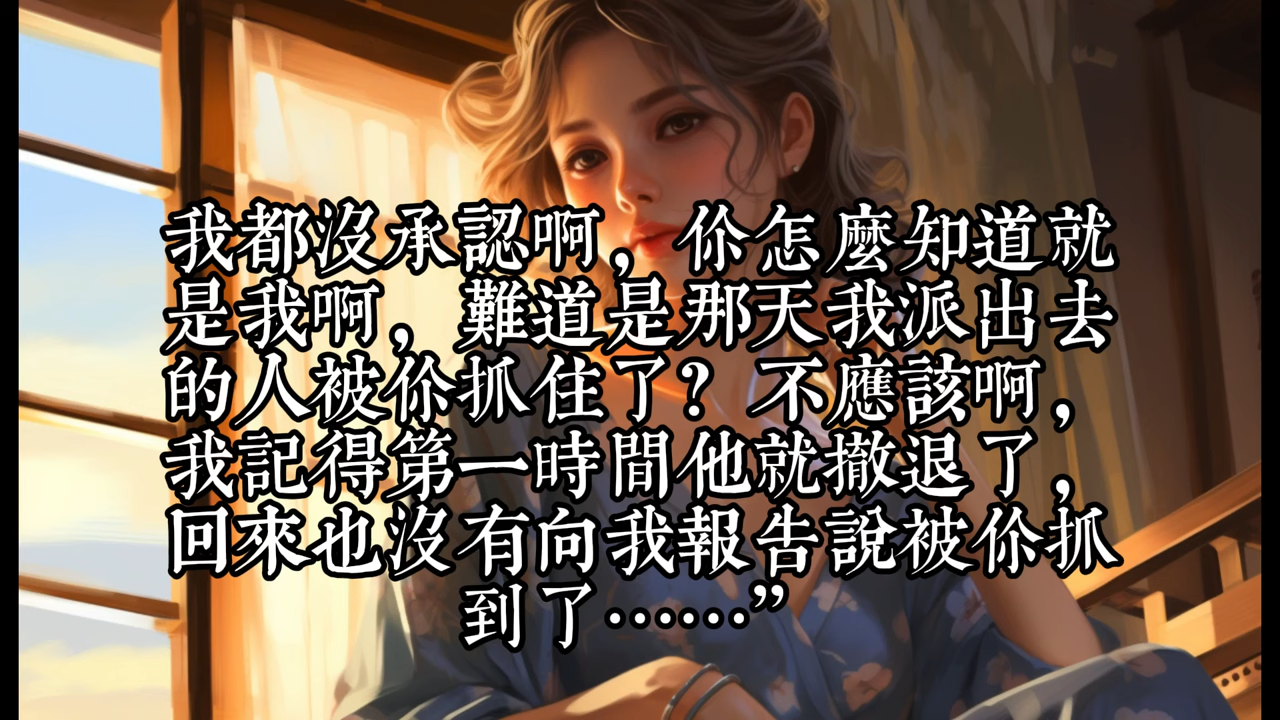 我都沒承認啊，你怎麼知道就
是我啊，難道是那天我派出去
的人被你抓住了？不應該啊，
我記得第一時間他就撤退了，
回來也沒有向我報告說被你抓
到了……”